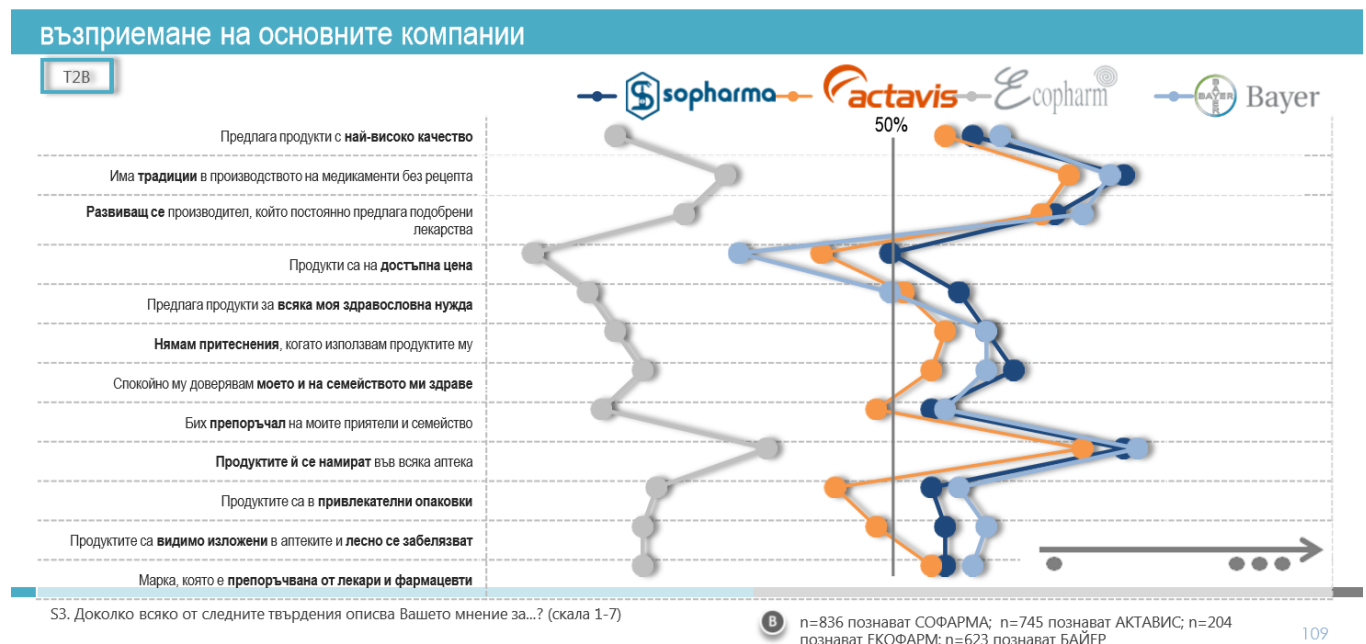 възприемане на основните компании
T2B
sopharma
actavis
Ecopharm
BAYER
Bayer
50%
Предлага продукти с най-високо качество
Има традиции в производството на медикаменти без рецепта
Развиващ се производител, който постоянно предлага подобрени
лекарства
Продукти са на достъпна цена
Предлага продукти за всяка моя здравословна нужда
Нямам притеснения, когато използвам продуктите му
Спокойно му доверявам моето и на семейството ми здраве
Бих препоръчал на моите приятели и семейство
Продуктите ѝ се намират във всяка аптека
Продуктите са в привлекателни опаковки
Продуктите са видимо изложени в аптеките и лесно се забелязват
Марка, която е препоръчвана от лекари и фармацевти
S3. Доколко всяко от следните твърдения описва Вашето мнение за...? (скала 1-7)
B
n=836 познават СОФАРМА; n=745 познават АКТАВИС; n=204
познават ЕКОФАРМ; n=623 познават БАЙЕР
109